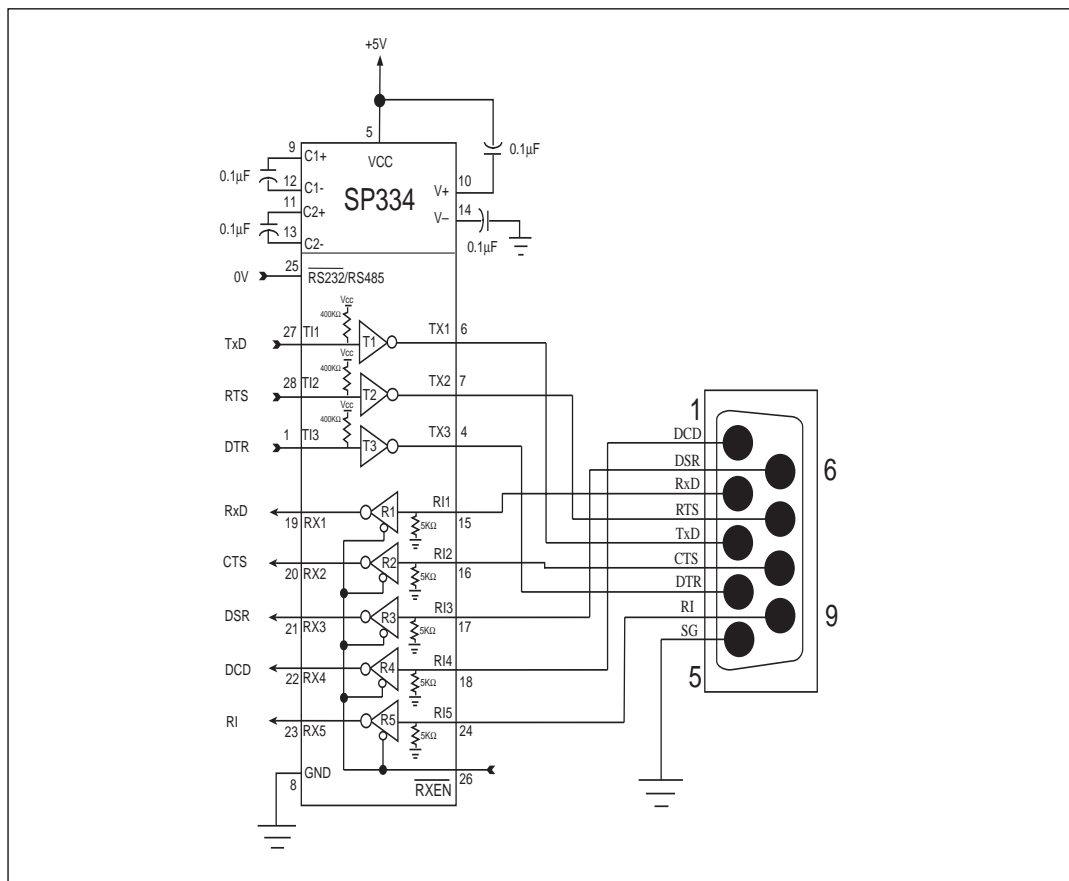 +5V
5
9 C1+
VCC
0.1µF
0.1µF
12 C1-
10
V+
SP334
11 C2+
14
V–
0.1µF
13
C2-
0.1µF
25
0V
RS232/RS485
Vcc
400KΩ
TxD
27 TI1
T1
TX1 6
Vcc
400KΩ
RTS
28 TI2
T2
TX2 7
Vcc
400KΩ
DTR
1 TI3
T3
TX3 4
RxD
19 RX1
R1
RI1
15
5KΩ
CTS
20 RX2
R2
RI2
16
5KΩ
DSR
21 RX3
R3
RI3
17
5KΩ
DCD
22 RX4
R4
RI4
18
5KΩ
RI
23 RX5
R5
RI5
24
5KΩ
GND
8
26
RXEN
1
DCD
DSR
6
RxD
RTS
TxD
CTS
DTR
RI
9
SG
5